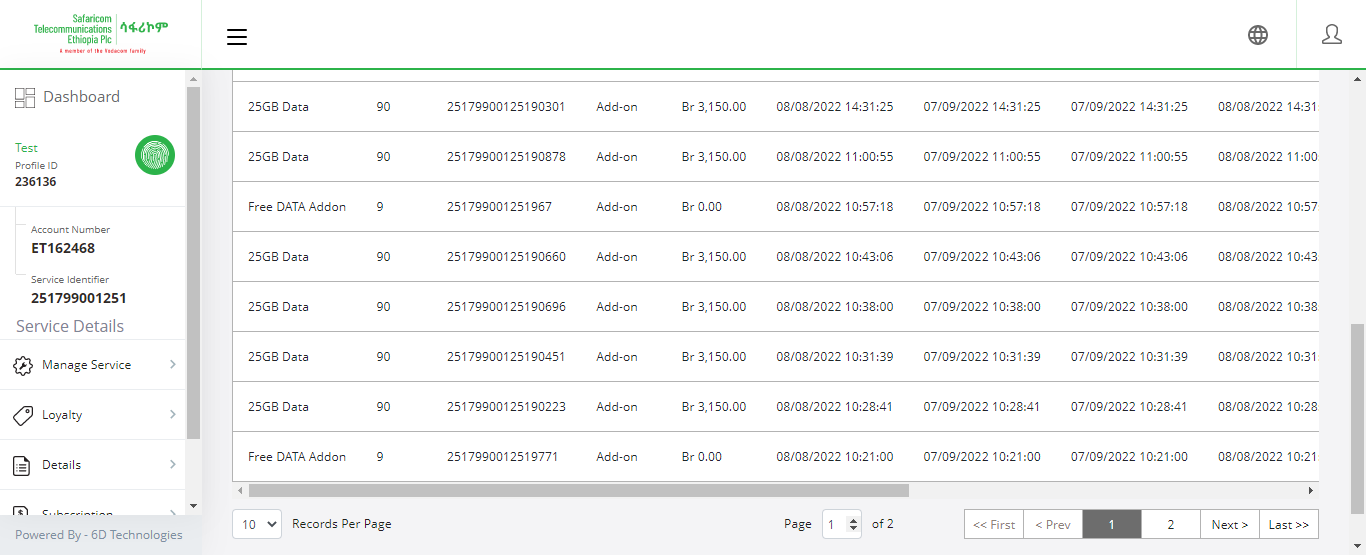 Safaricom
Telecommunications
Ethiopia Plc
ሳፋሪኮም
A member of the Vodacom family
Dashboard
Test
Profile ID
236136
Account Number
ET162468
Service Identifier
251799001251
Service Details
Manage Service
Loyalty
Details
Subscription
Powered By - 6D Technologies
25GB Data 90 25179900125190301 Add-on Br 3,150.00 08/08/2022 14:31:25 07/09/2022 14:31:25 07/09/2022 14:31:25 08/08/2022 14:31:
25GB Data 90 25179900125190878 Add-on Br 3,150.00 08/08/2022 11:00:55 07/09/2022 11:00:55 07/09/2022 11:00:55 08/08/2022 11:00
Free DATA Addon 9 251799001251967 Add-on Br 0.00 08/08/2022 10:57:18 07/09/2022 10:57:18 07/09/2022 10:57:18 08/08/2022 10:57
25GB Data 90 25179900125190660 Add-on Br 3,150.00 08/08/2022 10:43:06 07/09/2022 10:43:06 07/09/2022 10:43:06 08/08/2022 10:43
25GB Data 90 25179900125190696 Add-on Br 3,150.00 08/08/2022 10:38:00 07/09/2022 10:38:00 07/09/2022 10:38:00 08/08/2022 10:38
25GB Data 90 25179900125190451 Add-on Br 3,150.00 08/08/2022 10:31:39 07/09/2022 10:31:39 07/09/2022 10:31:39 08/08/2022 10:31
25GB Data 90 25179900125190223 Add-on Br 3,150.00 08/08/2022 10:28:41 07/09/2022 10:28:41 07/09/2022 10:28:41 08/08/2022 10:28
Free DATA Addon 9 2517990012519771 Add-on Br 0.00 08/08/2022 10:21:00 07/09/2022 10:21:00 07/09/2022 10:21:00 08/08/2022 10:21
10 Records Per Page Page 1 of 2 << First < Prev 1 2 Next > Last >>